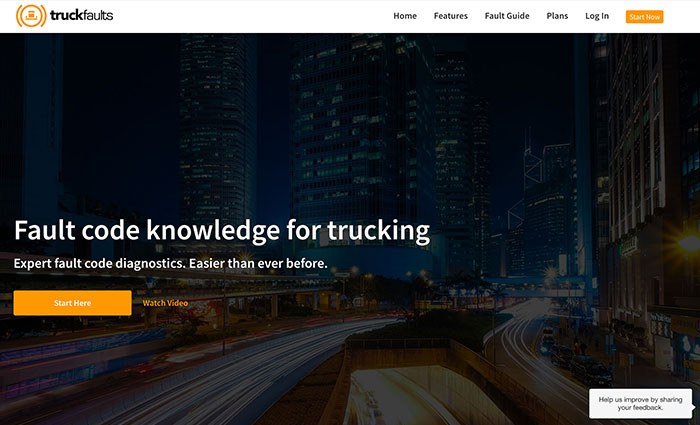 truckfaults
Home Features Fault Guide Plans Log In Start Now
Fault code knowledge for trucking
Expert fault code diagnostics. Easier than ever before.
Start Here Watch Video
Help us improve by sharing
your feedback.